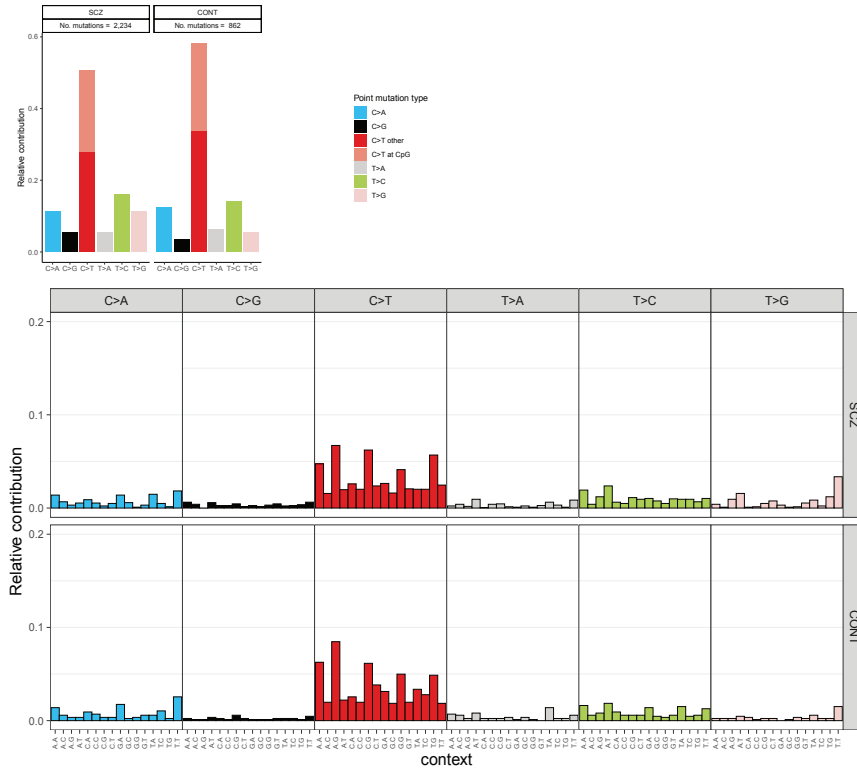 SCZ CONT
No. mutations = 2,234 No. mutations = 862
Relative contribution
0.6
0.4
0.2
0.0
C>A C>G C>T T>A T>C T>G C>A C>G C>T T>A T>C T>G
Point mutation type
C>A
C>G
C>T other
C>T at CpG
T>A
T>C
T>G
C>A C>G C>T T>A T>C T>G
Relative contribution
0.2
0.1
0.0
SCZ
0.2
0.1
0.0
CONT
A.A A.C A.G A.T C.A C.C C.G C.T G.A G.C G.G G.T T.A T.C T.G T.T A.A A.C A.G A.T C.A C.C C.G C.T G.A G.C G.G G.T T.A T.C T.G T.T A.A A.C A.G A.T C.A C.C C.G C.T G.A G.C G.G G.T T.A T.C T.G T.T A.A A.C A.G A.T C.A C.C C.G C.T G.A G.C G.G G.T T.A T.C T.G T.T A.A A.C A.G A.T C.A C.C C.G C.T G.A G.C G.G G.T T.A T.C T.G T.T A.A A.C A.G A.T C.A C.C C.G C.T G.A G.C G.G G.T T.A T.C T.G T.T
context